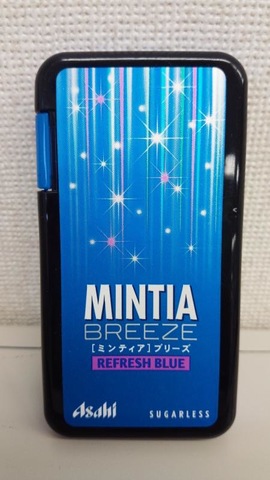 MINTIA
BREEZE
[ミンティア]ブリーズ
REFRESH BLUE
Asahi SUGARLESS